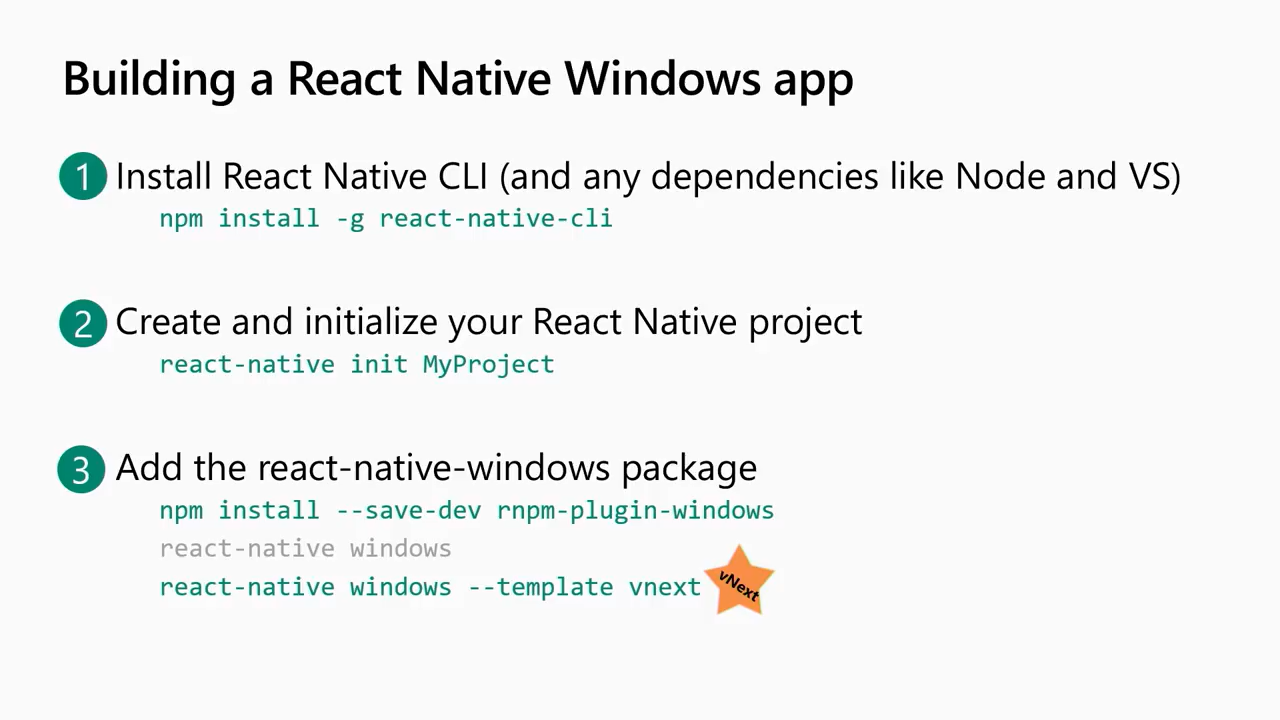 Building a React Native Windows app
1 Install React Native CLI (and any dependencies like Node and VS)
npm install -g react-native-cli
2 Create and initialize your React Native project
react-native init MyProject
3 Add the react-native-windows package
npm install --save-dev rnpm-plugin-windows
react-native windows
react-native windows --template vnext
vNext